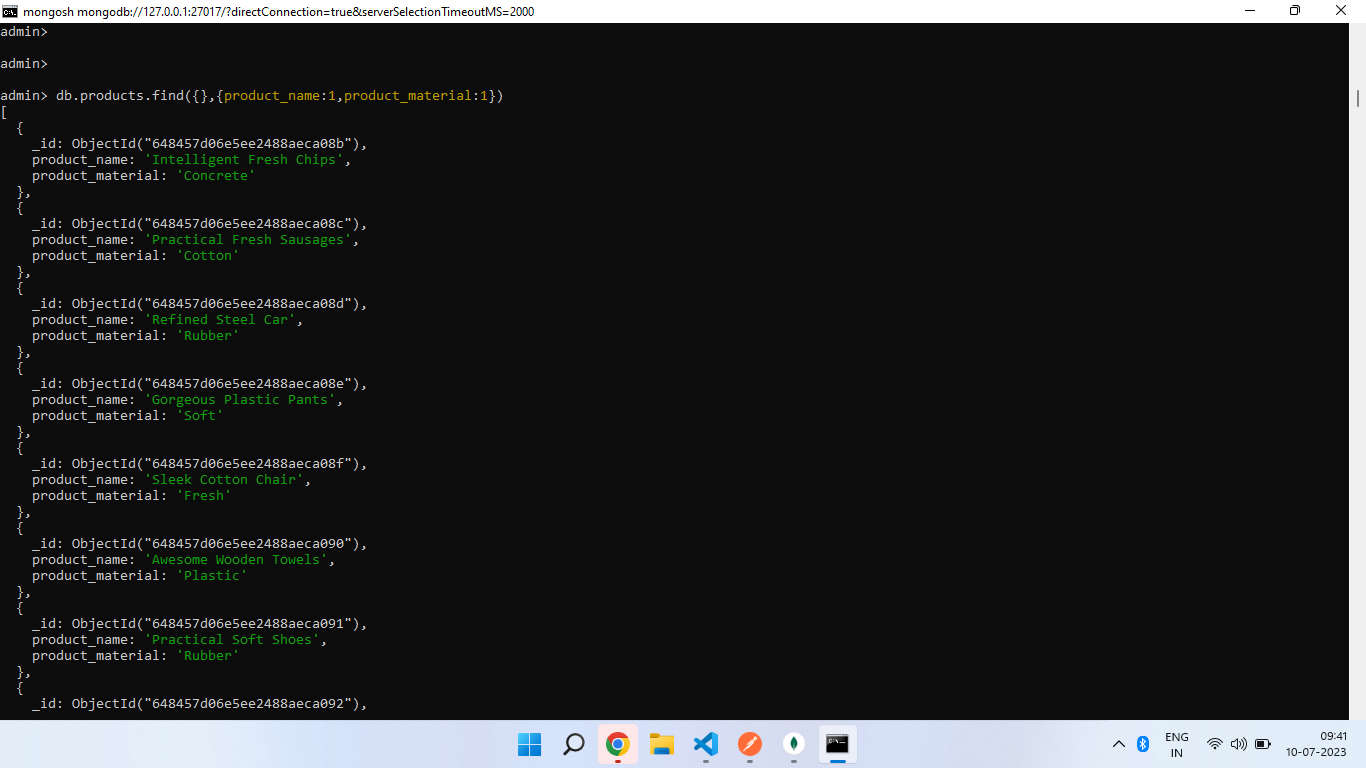 mongosh mongodb://127.0.0.1:27017/?directConnection=true&serverSelectionTimeoutMS=2000
admin>
admin>
admin> db.products.find({},{product_name:1,product_material:1})
[
  {
    _id: ObjectId("648457d06e5ee2488aeca08b"),
    product_name: 'Intelligent Fresh Chips',
    product_material: 'Concrete'
  },
  {
    _id: ObjectId("648457d06e5ee2488aeca08c"),
    product_name: 'Practical Fresh Sausages',
    product_material: 'Cotton'
  },
  {
    _id: ObjectId("648457d06e5ee2488aeca08d"),
    product_name: 'Refined Steel Car',
    product_material: 'Rubber'
  },
  {
    _id: ObjectId("648457d06e5ee2488aeca08e"),
    product_name: 'Gorgeous Plastic Pants',
    product_material: 'Soft'
  },
  {
    _id: ObjectId("648457d06e5ee2488aeca08f"),
    product_name: 'Sleek Cotton Chair',
    product_material: 'Fresh'
  },
  {
    _id: ObjectId("648457d06e5ee2488aeca090"),
    product_name: 'Awesome Wooden Towels',
    product_material: 'Plastic'
  },
  {
    _id: ObjectId("648457d06e5ee2488aeca091"),
    product_name: 'Practical Soft Shoes',
    product_material: 'Rubber'
  },
  {
    _id: ObjectId("648457d06e5ee2488aeca092"),
ENG
IN
09:41
10-07-2023